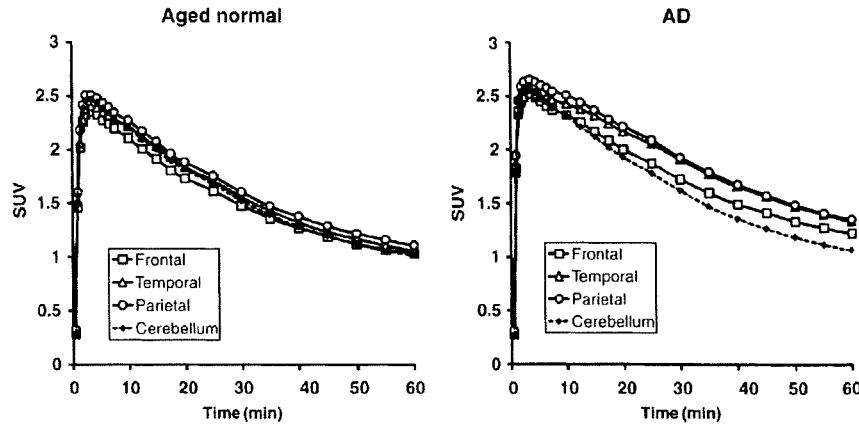 Aged normal
3
2.5
2
1.5
1
0.5
0
SUV
Frontal
Temporal
Parietal
Cerebellum
0 10 20 30 40 50 60
Time (min)
AD
3
2.5
2
1.5
1
0.5
0
SUV
Frontal
Temporal
Parietal
Cerebellum
0 10 20 30 40 50 60
Time (min)